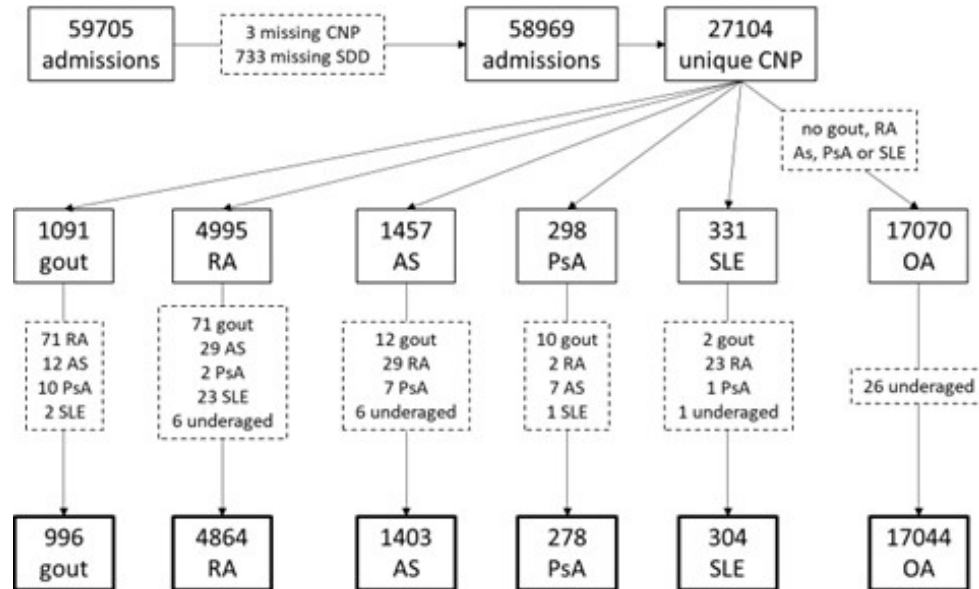 59705
admissions
3 missing CNP
733 missing SDD
58969
admissions
27104
unique CNP
no gout, RA
As, PsA or SLE
1091
gout
4995
RA
1457
AS
298
PsA
331
SLE
17070
OA
71 RA
12 AS
10 PsA
2 SLE
71 gout
29 AS
2 PsA
23 SLE
6 underaged
12 gout
29 RA
7 PsA
6 underaged
10 gout
2 RA
7 AS
1 SLE
2 gout
23 RA
1 PsA
1 underaged
26 underaged
996
gout
4864
RA
1403
AS
278
PsA
304
SLE
17044
OA